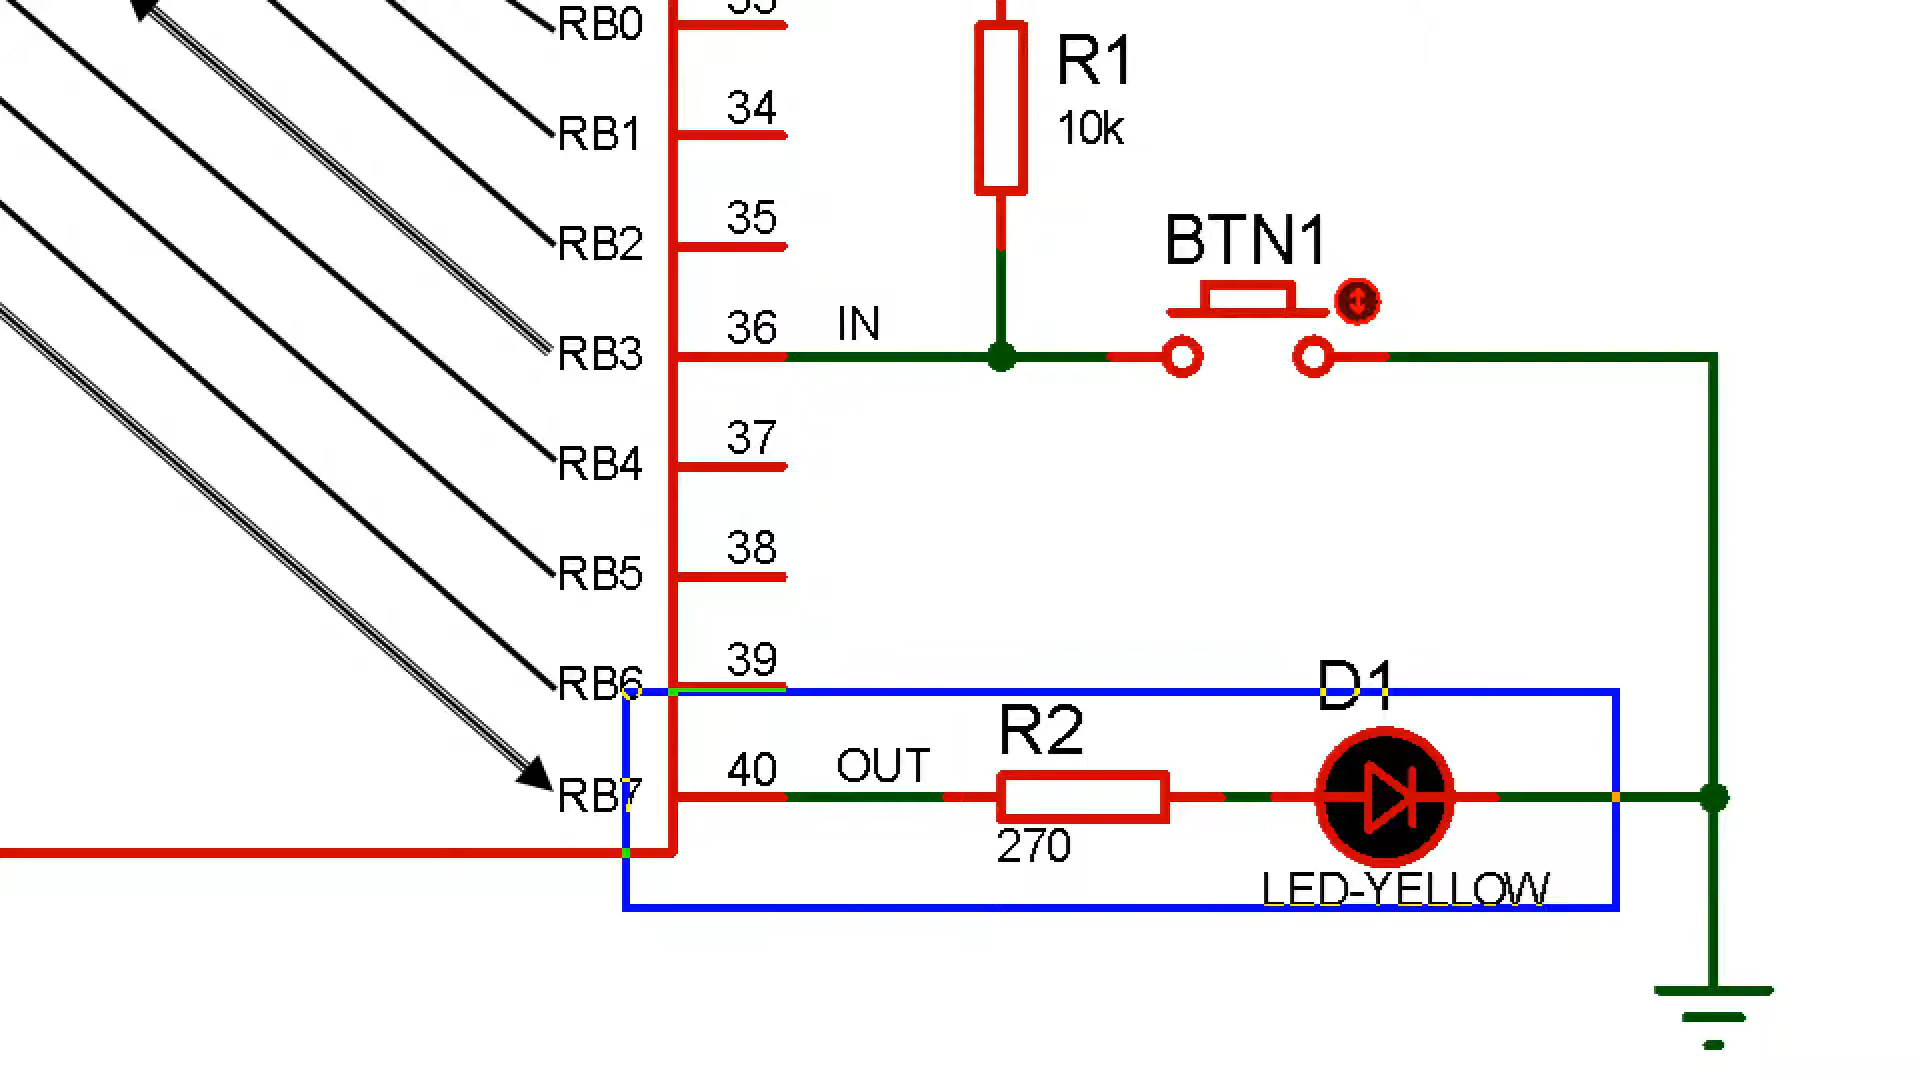 RB0
R1
34
10k
RB1
35
BTN1
RB2
36
IN
RB3
37
RB4
38
RB5
39
RB6
D1
R2
40
OUT
RB7
270
LED-YELLOW